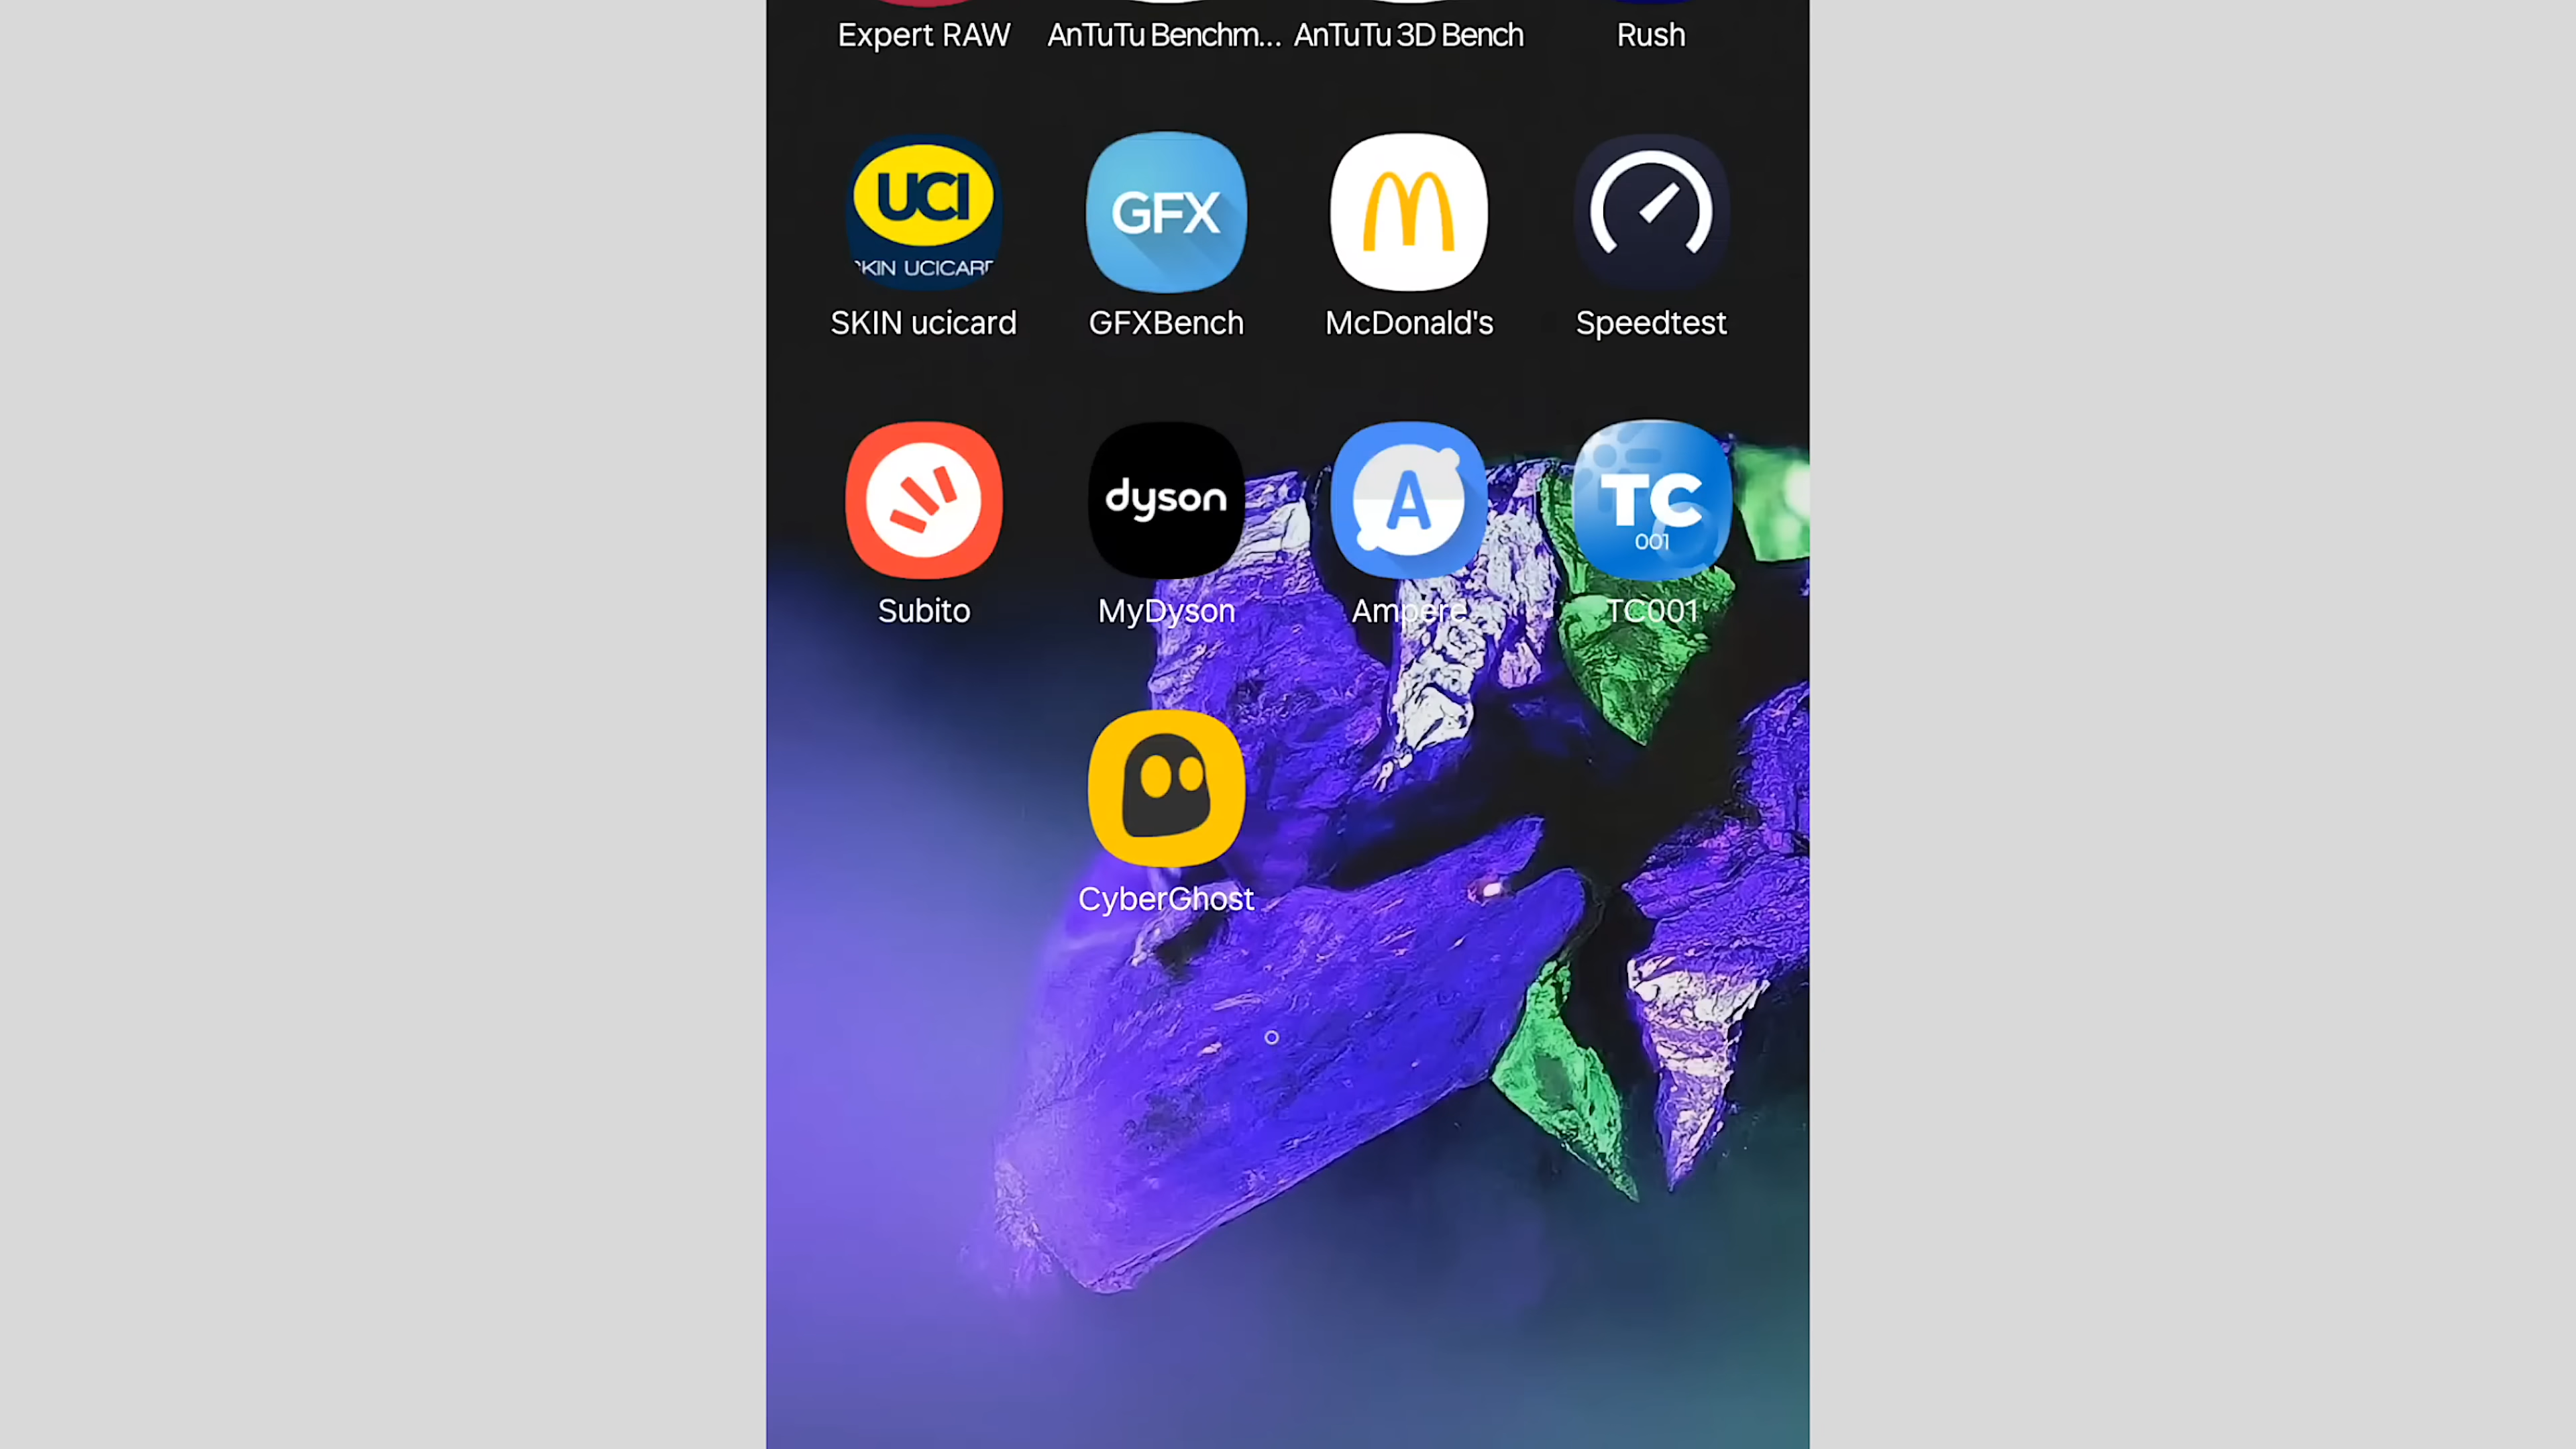 Expert RAW
AnTuTu Benchm...
AnTuTu 3D Bench
Rush
UCI
SKIN UCICARD
GFX
SKIN ucicard
GFXBench
McDonald's
Speedtest
dyson
A
TC
001
Subito
MyDyson
Ampere
TC001
CyberGhost